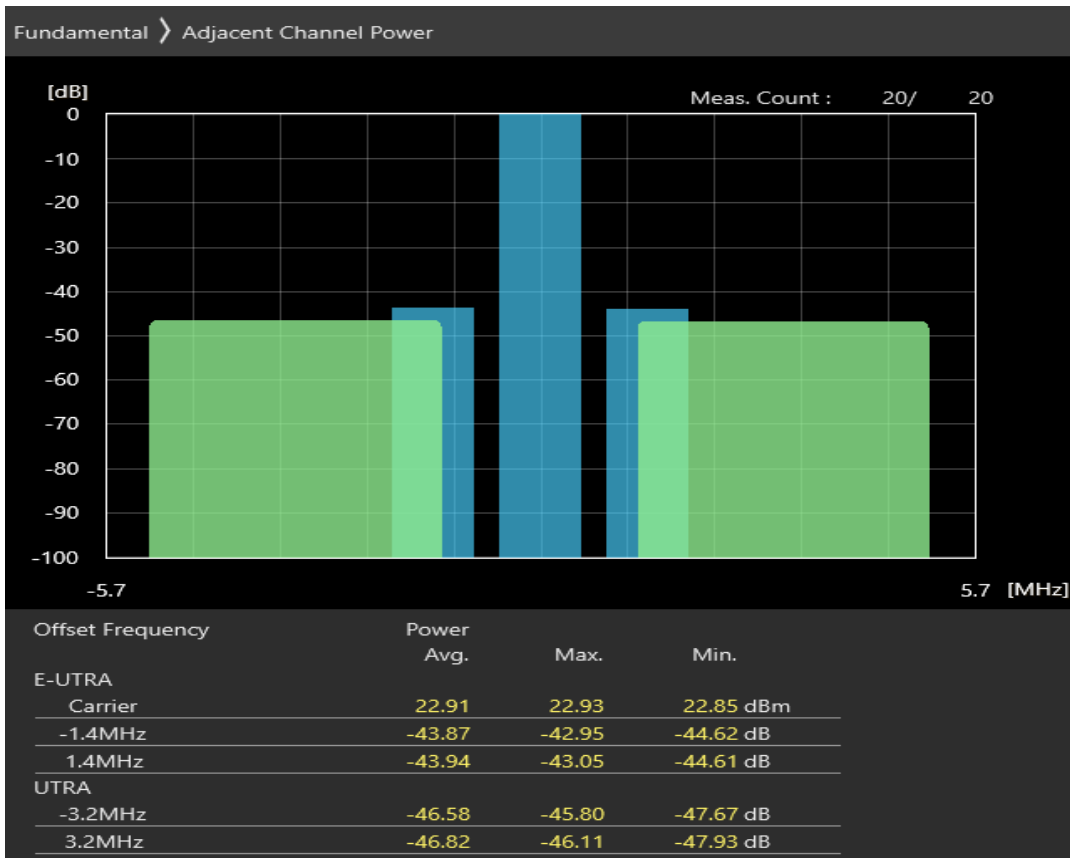 Fundamental 〉 Adjacent Channel Power
[dB]
Meas. Count : 20/ 20
0
-10
-20
-30
-40
-50
-60
-70
-80
-90
-100
-5.7 5.7 [MHz]
Offset Frequency Power
Avg. Max. Min.
E-UTRA
Carrier 22.91 22.93 22.85 dBm
-1.4MHz -43.87 -42.95 -44.62 dB
1.4MHz -43.94 -43.05 -44.61 dB
UTRA
-3.2MHz -46.58 -45.80 -47.67 dB
3.2MHz -46.82 -46.11 -47.93 dB